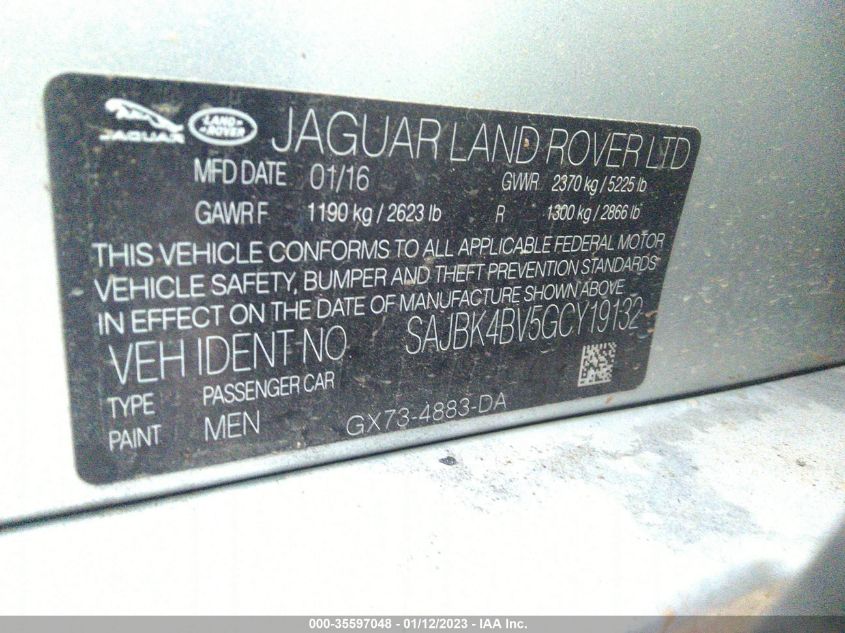 JAGUAR LAND ROVER JAGUAR LAND ROVER LTD
MFD DATE 01/16 GVWR 2370 kg / 5225 lb
GAWR F 1190 kg / 2623 lb R 1300 kg / 2866 lb
THIS VEHICLE CONFORMS TO ALL APPLICABLE FEDERAL MOTOR
VEHICLE SAFETY, BUMPER AND THEFT PREVENTION STANDARDS
IN EFFECT ON THE DATE OF MANUFACTURE SHOWN ABOVE
VEH IDENT NO SAJBK4BV5GCY19132
TYPE PASSENGER CAR
PAINT MEN GX73-4883-DA
000-35597048 - 01/12/2023 - IAA Inc.